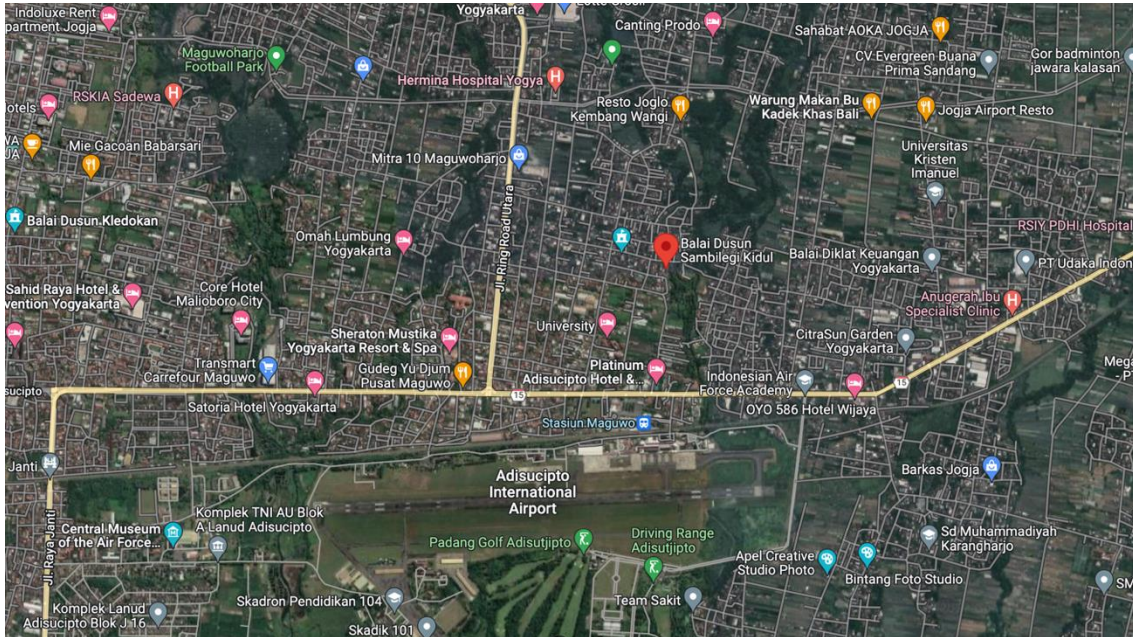 Indoluxe Rent
partment Jogja
Yogyakarta
Canting Prodo
Sahabat AOKA JOGJA
Maguwoharjo
Football Park
CV Evergreen Buana
Prima Sandang
Gor badminton
jawara kalasan
Hermina Hospital Yogya
RSKIA Sadewa
Hotels
Resto Joglo
Kembang Wangi
Warung Makan Bu
Kadek Khas Bali
Jogja Airport Resto
Mie Gacoan Babarsari
Mitra 10 Maguwoharjo
Universitas
Kristen
Imanuel
Jl. Ring Road Utara
Balai Dusun Kledokan
RSIY PDHI Hospital
Omah Lumbung
Yogyakarta
Balai Dusun
Sambilegi Kidul
Balai Diklat Keuangan
Yogyakarta
PT Udaka Indon
Sahid Raya Hotel &
vention Yogyakarta
Core Hotel
Malioboro City
Anugerah Ibu
Specialist Clinic
University
Sheraton Mustika
Yogyakarta Resort & Spa
CitraSun Garden
Yogyakarta
Transmart
Carrefour Maguwo
Gudeg Yu Djum
Pusat Maguwo
Platinum
Adisucipto Hotel &...
Indonesian Air
Force Academy
15
15
Satoria Hotel Yogyakarta
OYO 586 Hotel Wijaya
Stasiun Maguwo
Janti
Adisucipto
International
Airport
Barkas Jogja
Komplek TNI AU Blok
A Lanud Adisucipto
Central Museum
of the Air Force...
Padang Golf Adisutjipto
Driving Range
Adisutjipto
Sd Muhammadiyah
Karangharjo
Jl. Raya Janti
Apel Creative
Studio Photo
Bintang Foto Studio
Komplek Lanud
Adisucipto Blok J 16
Skadron Pendidikan 104
Team Sakit
Skadik 101